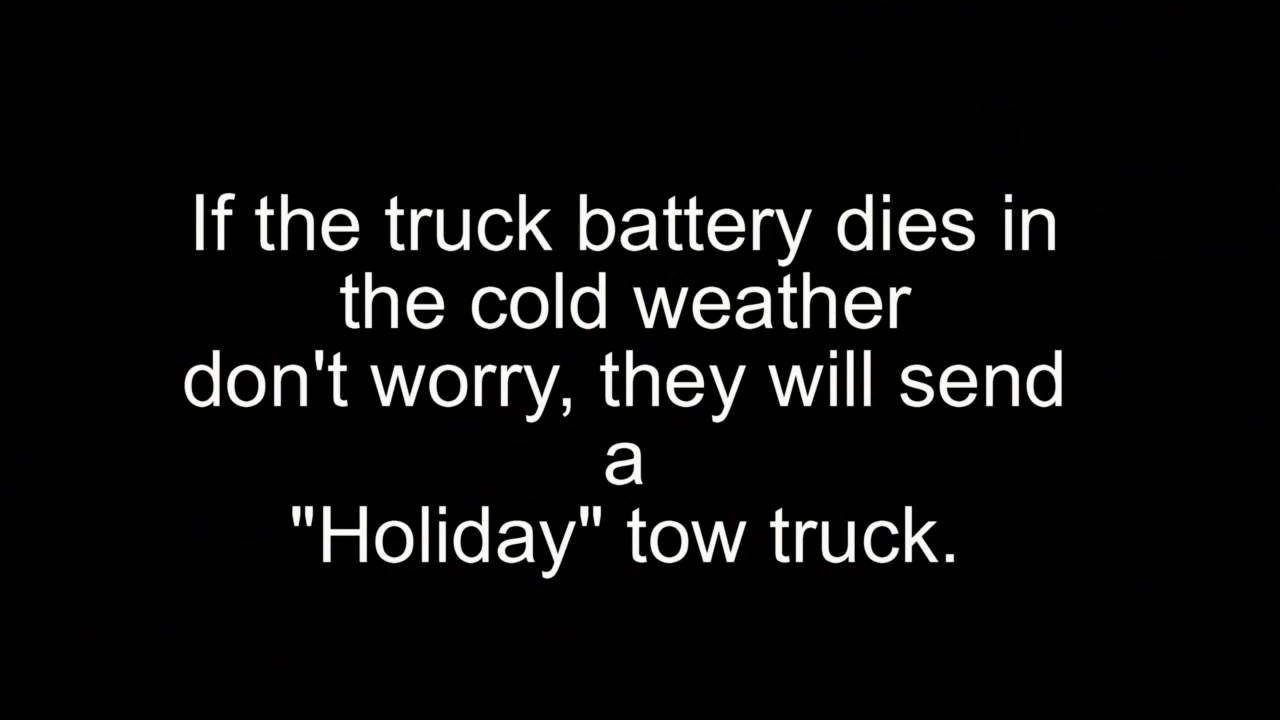 If the truck battery dies in
the cold weather
don't worry, they will send
a
"Holiday" tow truck.